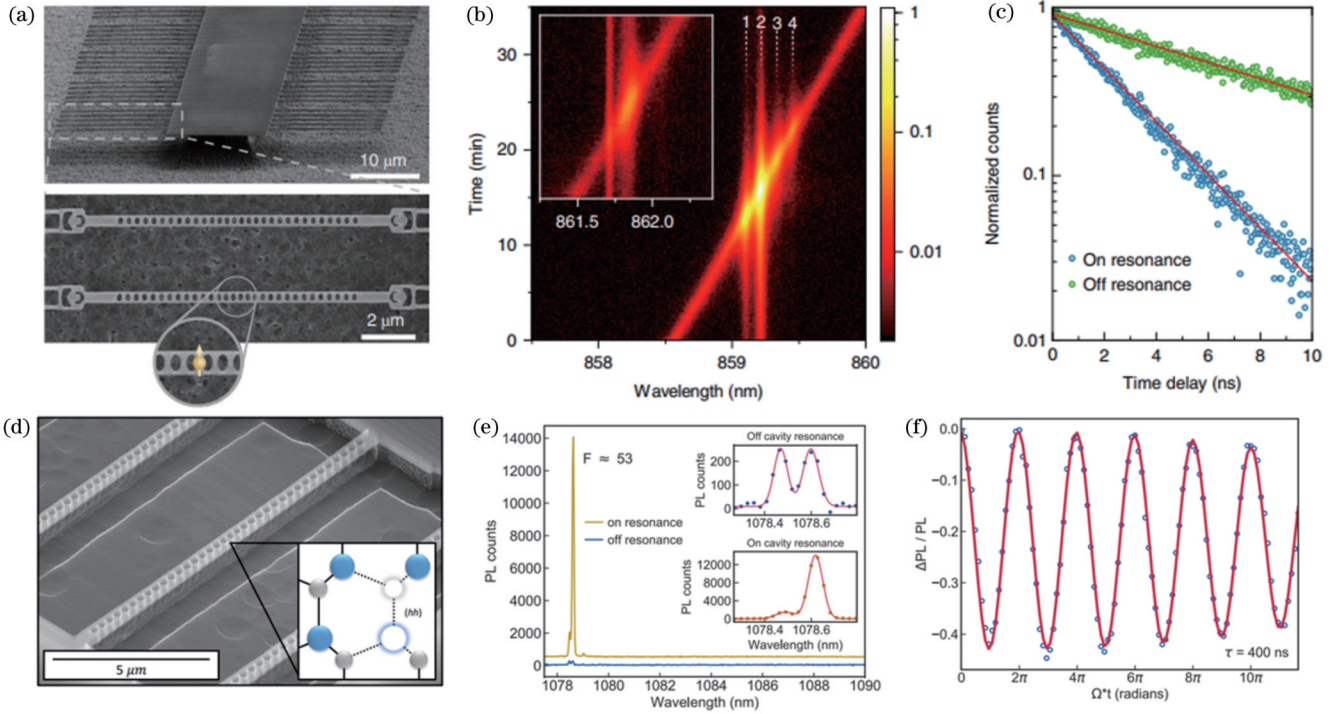 (a)
10 μm
2 μm
(b)
Time (min)
30
20
10
0
1 2 3 4
861.5 862.0
858 859 860
Wavelength (nm)
1
0.1
0.01
(c)
Normalized counts
1
0.1
0.01
On resonance
Off resonance
0 2 4 6 8 10
Time delay (ns)
(d)
(hh)
5 μm
(e)
PL counts
14000
12000
10000
8000
6000
4000
2000
0
F ≈ 53
on resonance
off resonance
Off cavity resonance
PL counts
200
0
1078.4 1078.6
On cavity resonance
PL counts
12000
8000
4000
0
1078.4 1078.6
Wavelength (nm)
1078 1080 1082 1084 1086 1088 1090
Wavelength (nm)
(f)
ΔPL / PL
0.0
−0.1
−0.2
−0.3
−0.4
τ = 400 ns
0 2π 4π 6π 8π 10π
Ω*t (radians)